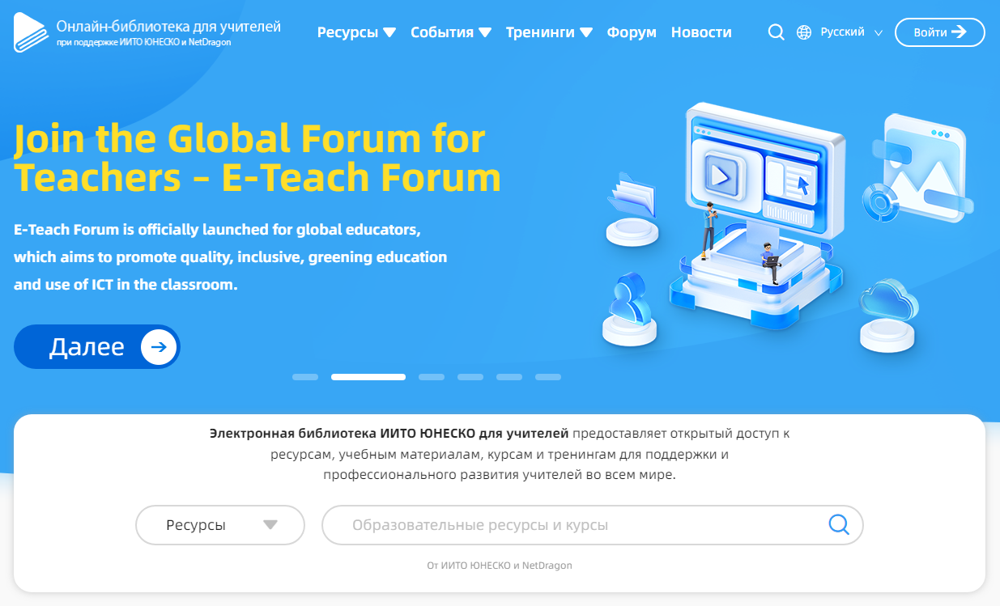 Онлайн-библиотека для учителей
при поддержке ИИТО ЮНЕСКО и NetDragon
Ресурсы События Тренинги Форум Новости Русский Войти
Join the Global Forum for
Teachers – E-Teach Forum
E-Teach Forum is officially launched for global educators,
which aims to promote quality, inclusive, greening education
and use of ICT in the classroom.
Далее
Электронная библиотека ИИТО ЮНЕСКО для учителей предоставляет открытый доступ к
ресурсам, учебным материалам, курсам и тренингам для поддержки и
профессионального развития учителей во всем мире.
Ресурсы Образовательные ресурсы и курсы
От ИИТО ЮНЕСКО и NetDragon